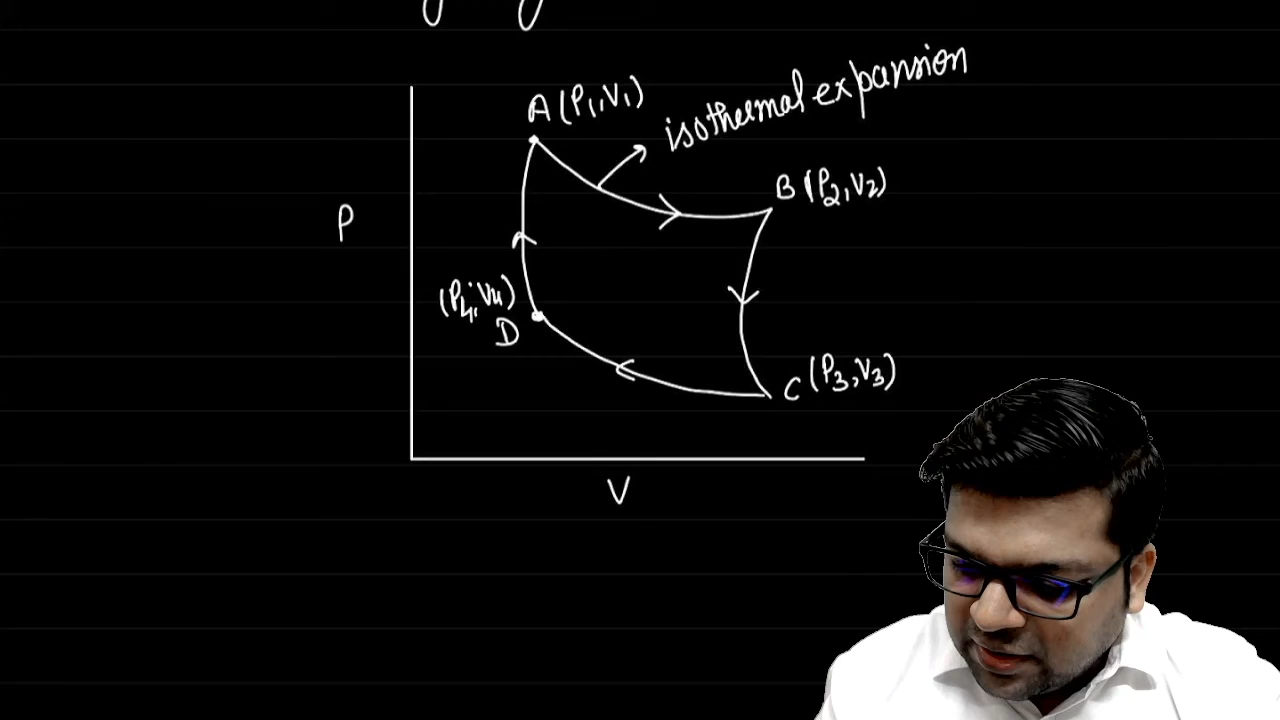 A (P1, V1)
isothermal expansion
B (P2, V2)
P
(P4, V4)
D
C (P3, V3)
V